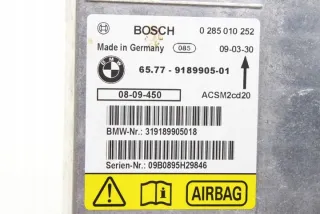 BOSCH 0 285 010 252
Made in Germany 085 09-03-30
BMW 65.77 - 9189905-01
08-09-450 ACSM2cd20
BMW-Nr.: 319189905018
Serien-Nr.: 09B0895H29846
AIRBAG